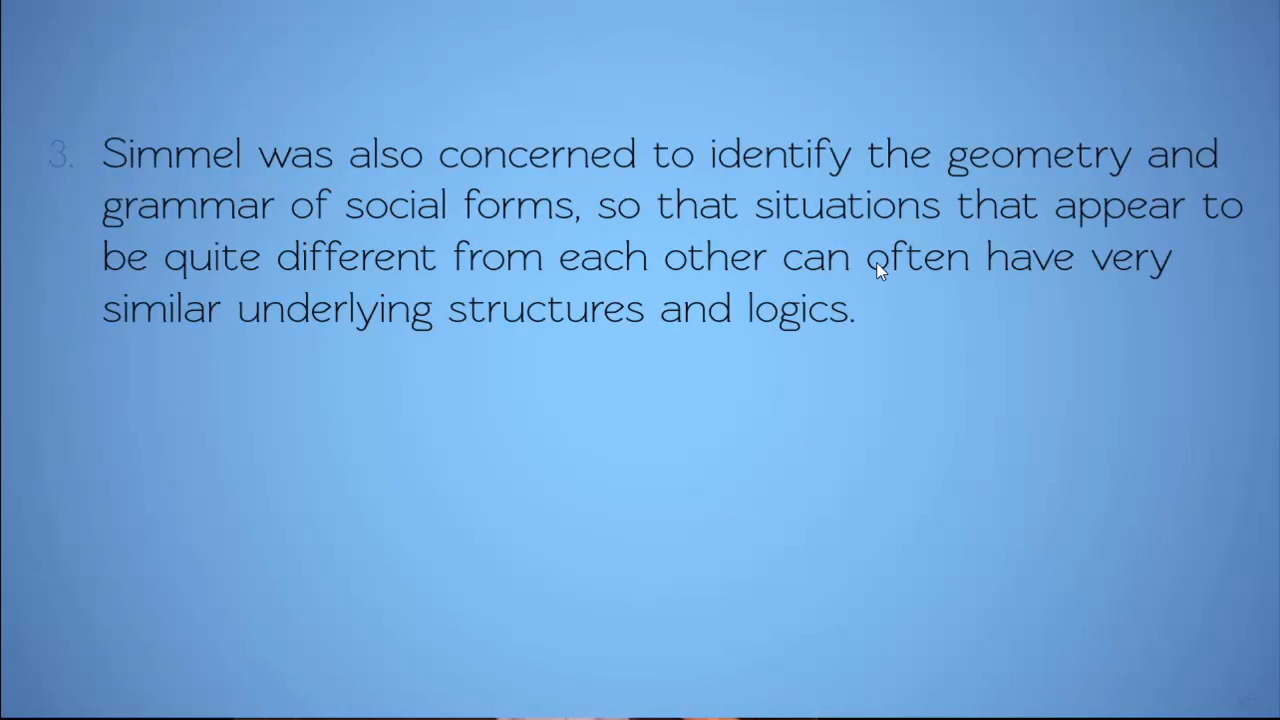 3. Simmel was also concerned to identify the geometry and
grammar of social forms, so that situations that appear to
be quite different from each other can often have very
similar underlying structures and logics.